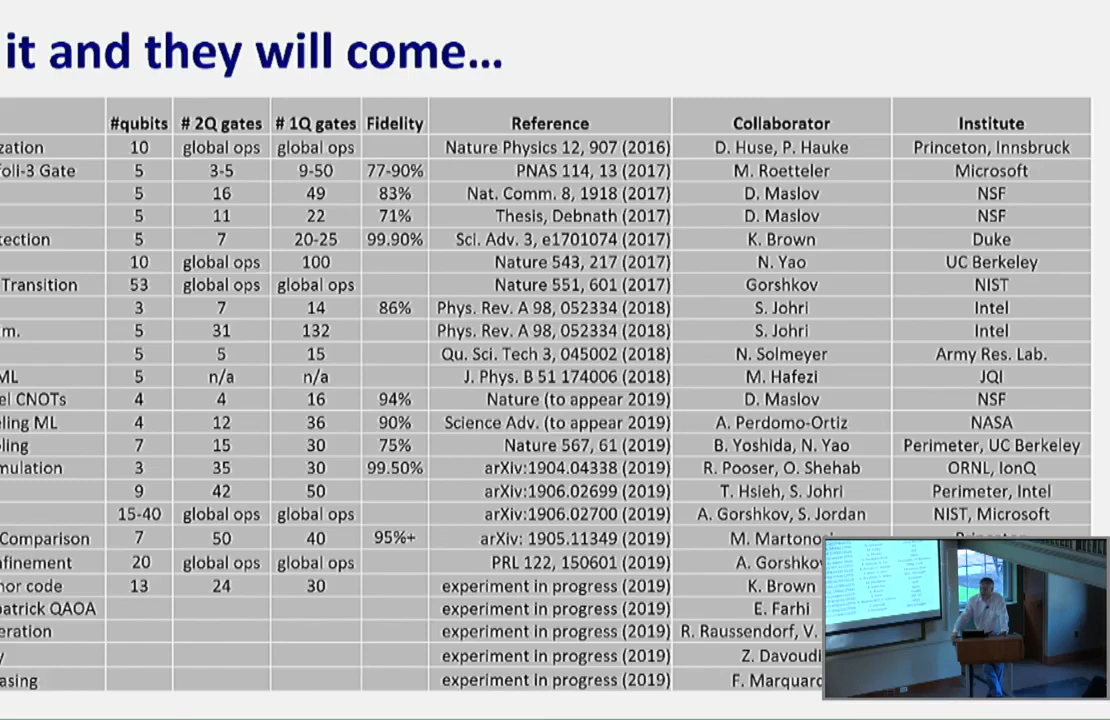 it and they will come...
#qubits # 2Q gates # 1Q gates Fidelity Reference Collaborator Institute
zation 10 global ops global ops Nature Physics 12, 907 (2016) D. Huse, P. Hauke Princeton, Innsbruck
foli-3 Gate 5 3-5 9-50 77-90% PNAS 114, 13 (2017) M. Roetteler Microsoft
5 16 49 83% Nat. Comm. 8, 1918 (2017) D. Maslov NSF
5 11 22 71% Thesis, Debnath (2017) D. Maslov NSF
tection 5 7 20-25 99.90% Sci. Adv. 3, e1701074 (2017) K. Brown Duke
10 global ops 100 Nature 543, 217 (2017) N. Yao UC Berkeley
Transition 53 global ops global ops Nature 551, 601 (2017) Gorshkov NIST
3 7 14 86% Phys. Rev. A 98, 052334 (2018) S. Johri Intel
m. 5 31 132 Phys. Rev. A 98, 052334 (2018) S. Johri Intel
5 5 15 Qu. Sci. Tech 3, 045002 (2018) N. Solmeyer Army Res. Lab.
ML 5 n/a n/a J. Phys. B 51 174006 (2018) M. Hafezi JQI
el CNOTs 4 4 16 94% Nature (to appear 2019) D. Maslov NSF
ling ML 4 12 36 90% Science Adv. (to appear 2019) A. Perdomo-Ortiz NASA
ling 7 15 30 75% Nature 567, 61 (2019) B. Yoshida, N. Yao Perimeter, UC Berkeley
mulation 3 35 30 99.50% arXiv:1904.04338 (2019) R. Pooser, O. Shehab ORNL, IonQ
9 42 50 arXiv:1906.02699 (2019) T. Hsieh, S. Johri Perimeter, Intel
15-40 global ops global ops arXiv:1906.02700 (2019) A. Gorshkov, S. Jordan NIST, Microsoft
Comparison 7 50 40 95%+ arXiv: 1905.11349 (2019) M. Martono
nfinement 20 global ops global ops PRL 122, 150601 (2019) A. Gorshkov
nor code 13 24 30 experiment in progress (2019) K. Brown
patrick QAOA experiment in progress (2019) E. Farhi
eration experiment in progress (2019) R. Raussendorf, V.
y experiment in progress (2019) Z. Davoudi
asing experiment in progress (2019) F. Marquard